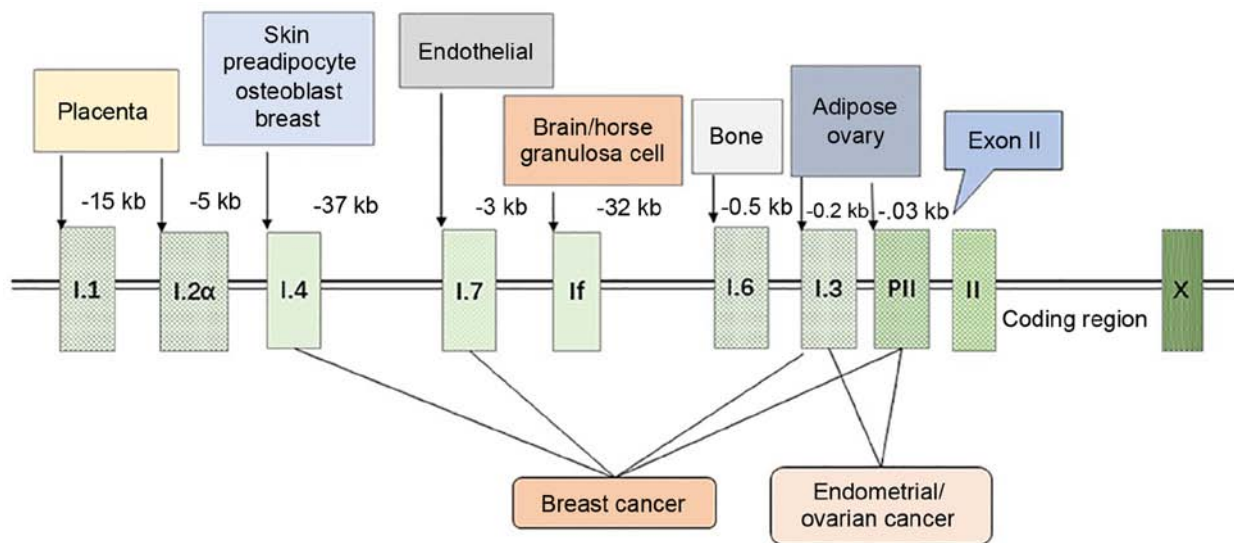 Placenta
Skin
preadipocyte
osteoblast
breast
Endothelial
Brain/horse
granulosa cell
Bone
Adipose
ovary
Exon II
-15 kb
-5 kb
-37 kb
-3 kb
-32 kb
-0.5 kb
-0.2 kb
-.03 kb
I.1
I.2α
I.4
I.7
If
I.6
I.3
PII
II
Coding region
X
Breast cancer
Endometrial/
ovarian cancer